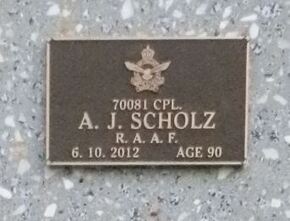 70081 CPL.
A. J. SCHOLZ
R. A. A. F.
6. 10. 2012 AGE 90